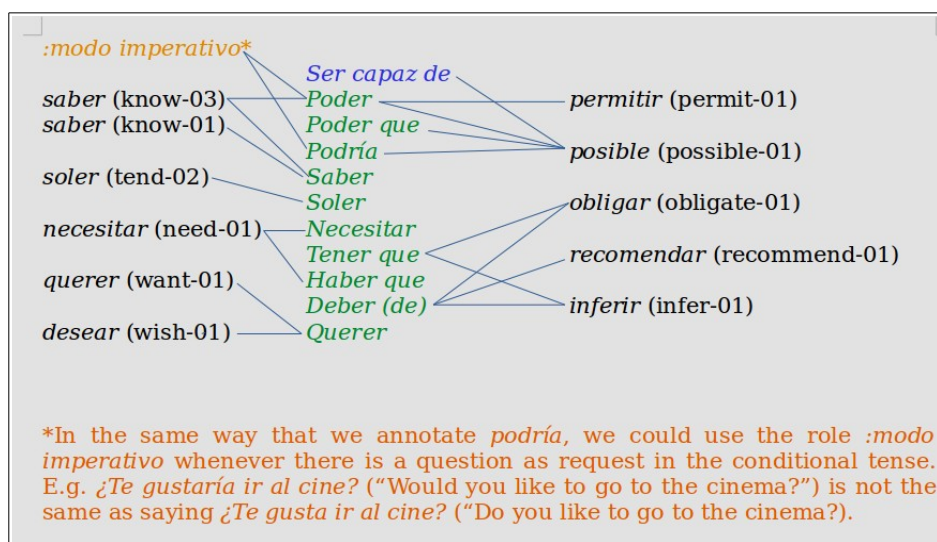 :modo imperativo*
Ser capaz de
saber (know-03) Poder permitir (permit-01)
saber (know-01) Poder que
Podría posible (possible-01)
soler (tend-02) Saber
Soler obligar (obligate-01)
necesitar (need-01) Necesitar
Tener que recomendar (recommend-01)
querer (want-01) Haber que
Deber (de) inferir (infer-01)
desear (wish-01) Querer
*In the same way that we annotate podría, we could use the role :modo
imperativo whenever there is a question as request in the conditional tense.
E.g. ¿Te gustaría ir al cine? (“Would you like to go to the cinema?”) is not the
same as saying ¿Te gusta ir al cine? (“Do you like to go to the cinema?).